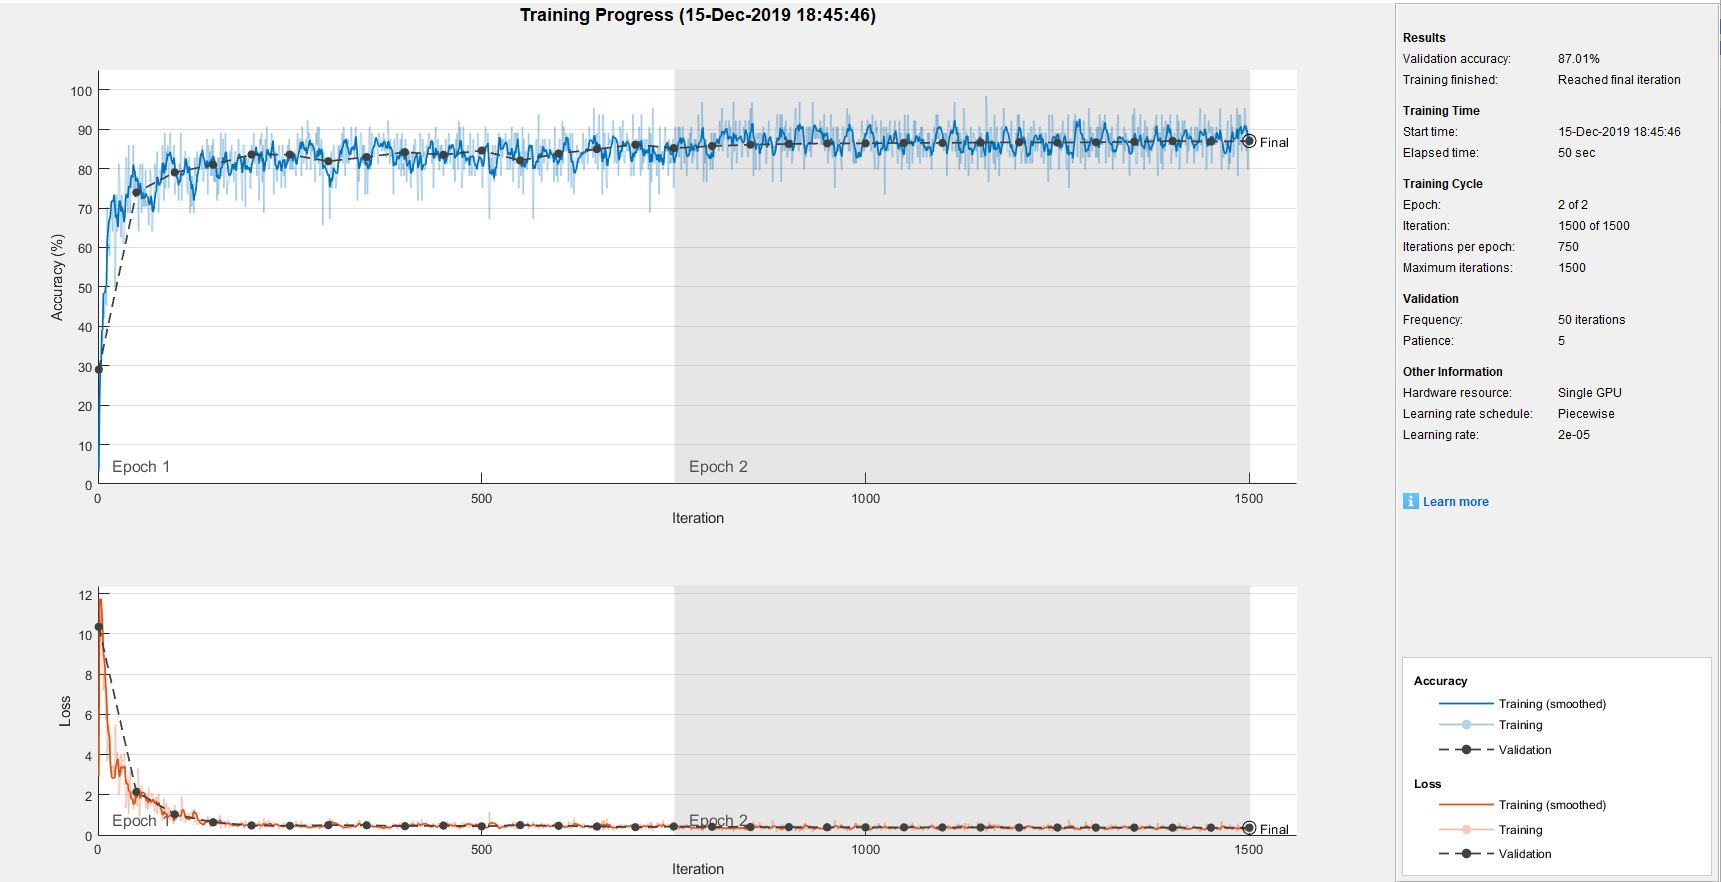 Training Progress (15-Dec-2019 18:45:46)
100
90
80
70
60
50
40
30
20
10
0
Accuracy (%)
Epoch 1
Epoch 2
Final
0
500
1000
1500
Iteration
12
10
8
6
4
2
0
Loss
Epoch 1
Epoch 2
Final
0
500
1000
1500
Iteration
Results
Validation accuracy: 87.01%
Training finished: Reached final iteration
Training Time
Start time: 15-Dec-2019 18:45:46
Elapsed time: 50 sec
Training Cycle
Epoch: 2 of 2
Iteration: 1500 of 1500
Iterations per epoch: 750
Maximum iterations: 1500
Validation
Frequency: 50 iterations
Patience: 5
Other Information
Hardware resource: Single GPU
Learning rate schedule: Piecewise
Learning rate: 2e-05
i Learn more
Accuracy
Training (smoothed)
Training
Validation
Loss
Training (smoothed)
Training
Validation